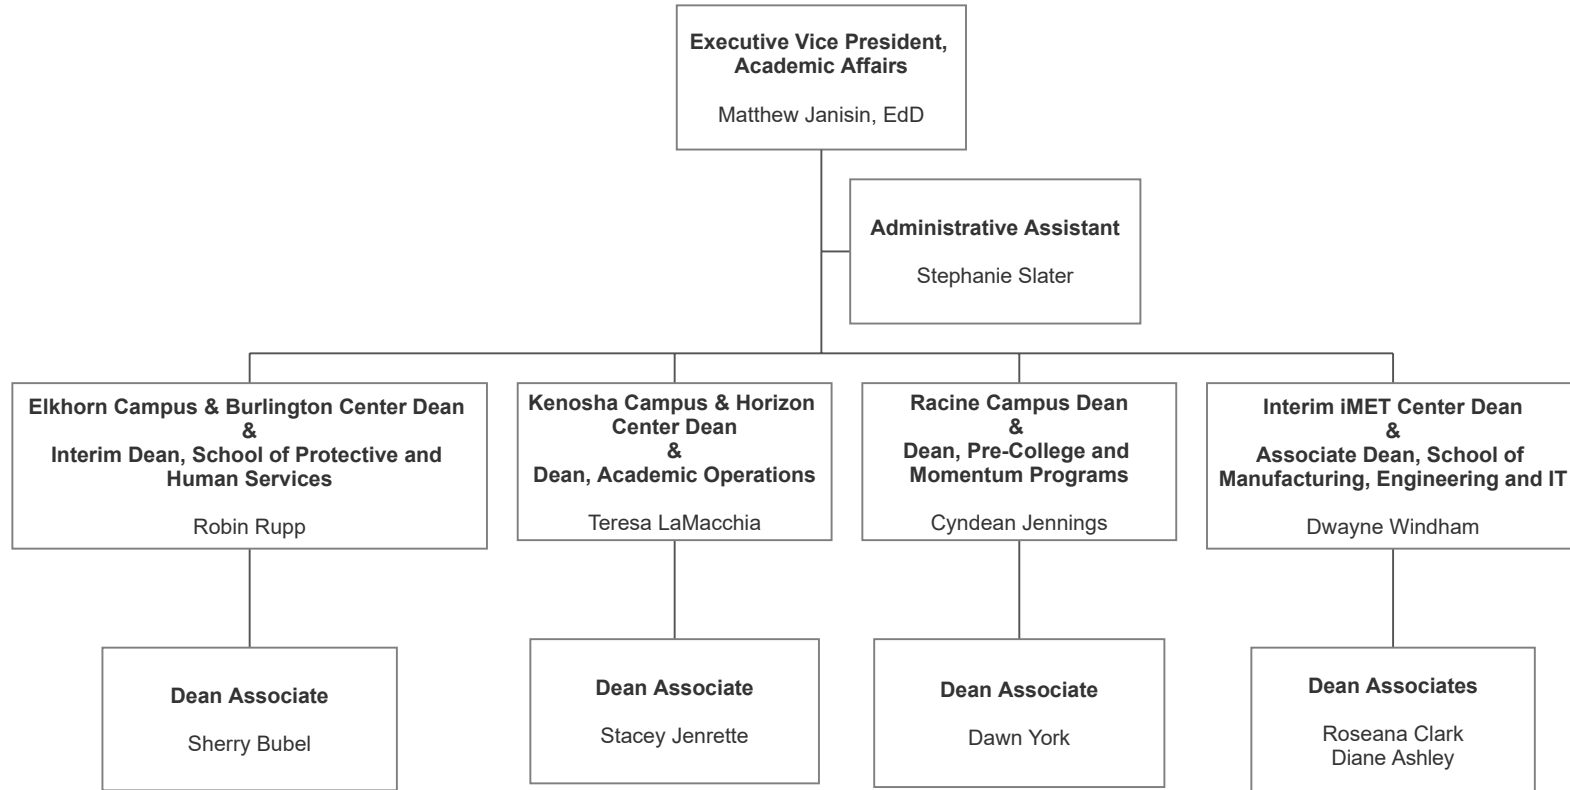 Executive Vice President,
Academic Affairs
Matthew Janisin, EdD
Administrative Assistant
Stephanie Slater
Elkhorn Campus & Burlington Center Dean
&
Interim Dean, School of Protective and
Human Services
Robin Rupp
Kenosha Campus & Horizon
Center Dean
&
Dean, Academic Operations
Teresa LaMacchia
Racine Campus Dean
&
Dean, Pre-College and
Momentum Programs
Cyndean Jennings
Interim iMET Center Dean
&
Associate Dean, School of
Manufacturing, Engineering and IT
Dwayne Windham
Dean Associate
Sherry Bubel
Dean Associate
Stacey Jenrette
Dean Associate
Dawn York
Dean Associates
Roseana Clark
Diane Ashley